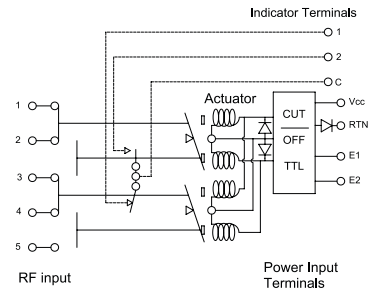 Indicator Terminals
1
2
C
Actuator
1
2
3
4
5
CUT
OFF
TTL
Vcc
RTN
E1
E2
RF input
Power Input
Terminals